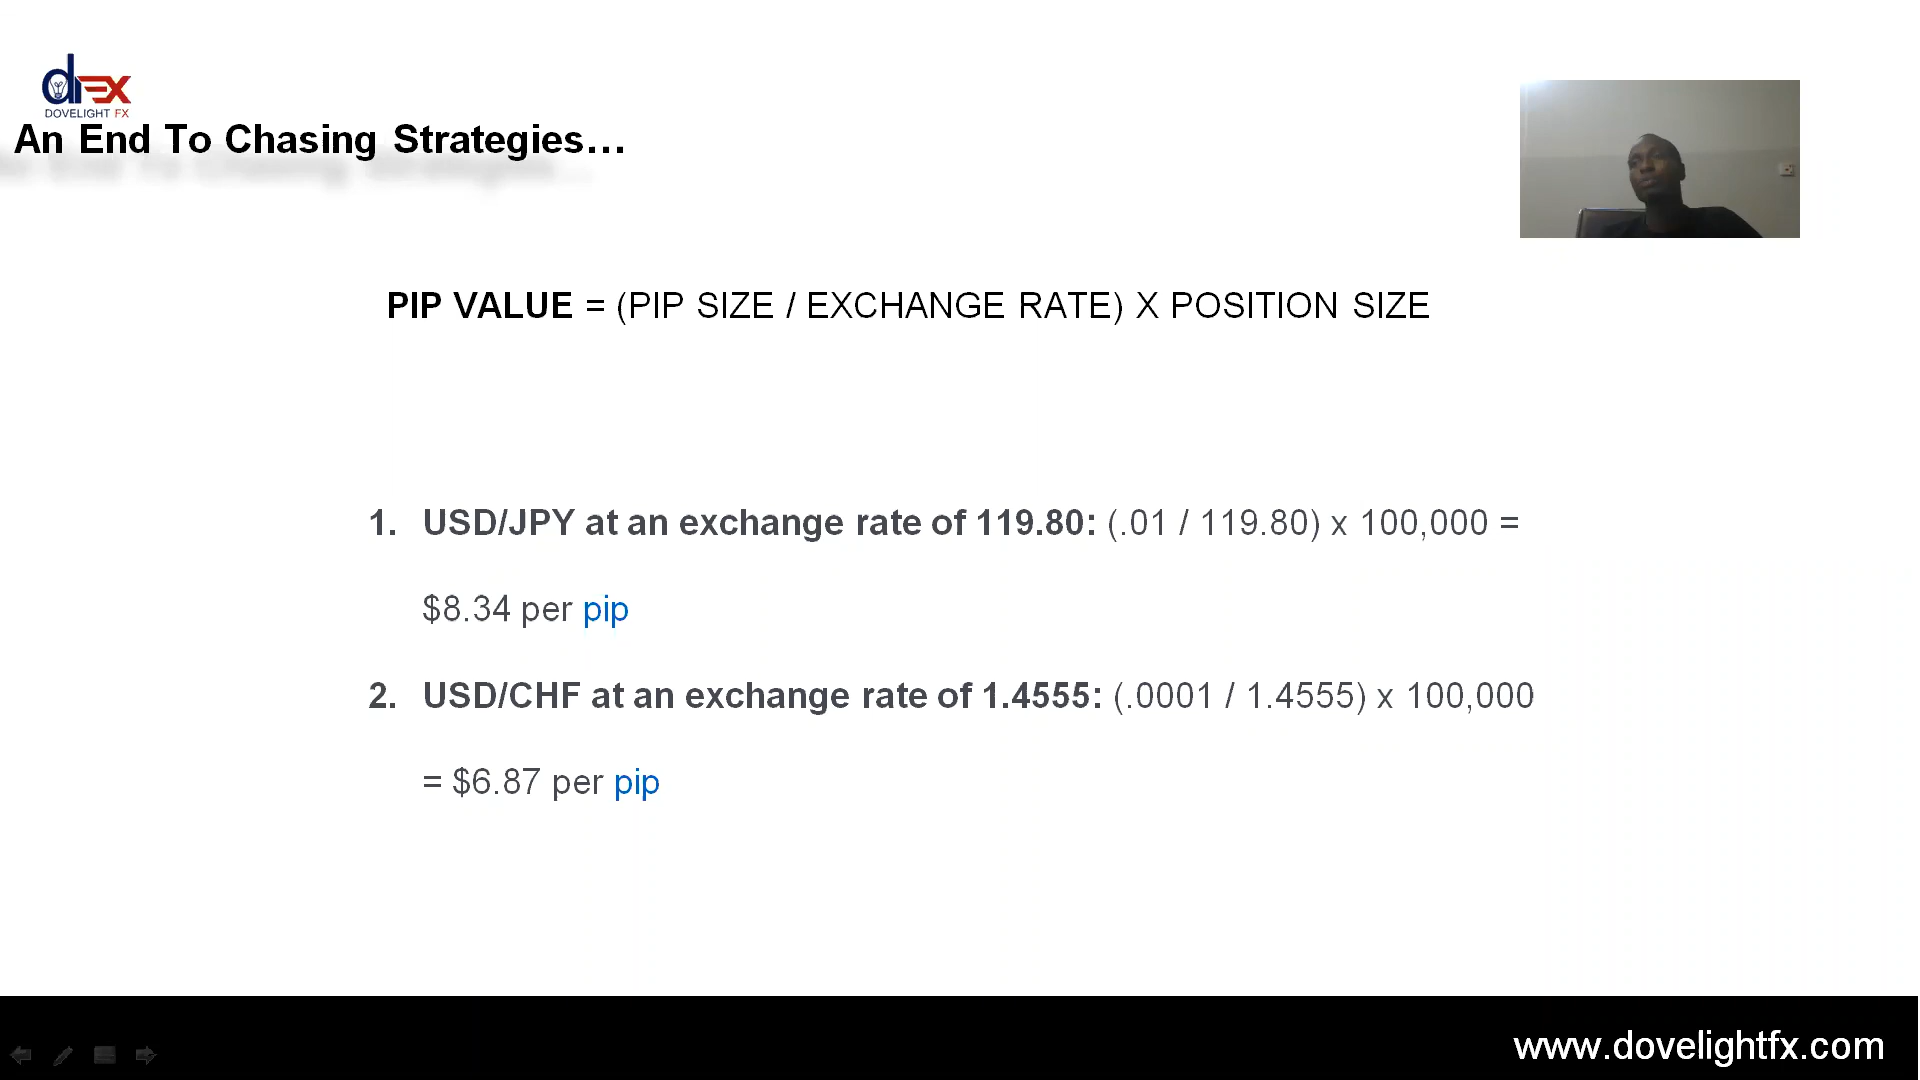 DOVELIGHT FX
An End To Chasing Strategies...
PIP VALUE = (PIP SIZE / EXCHANGE RATE) X POSITION SIZE
1. USD/JPY at an exchange rate of 119.80: (.01 / 119.80) x 100,000 =
$8.34 per pip
2. USD/CHF at an exchange rate of 1.4555: (.0001 / 1.4555) x 100,000
= $6.87 per pip
www.dovelightfx.com